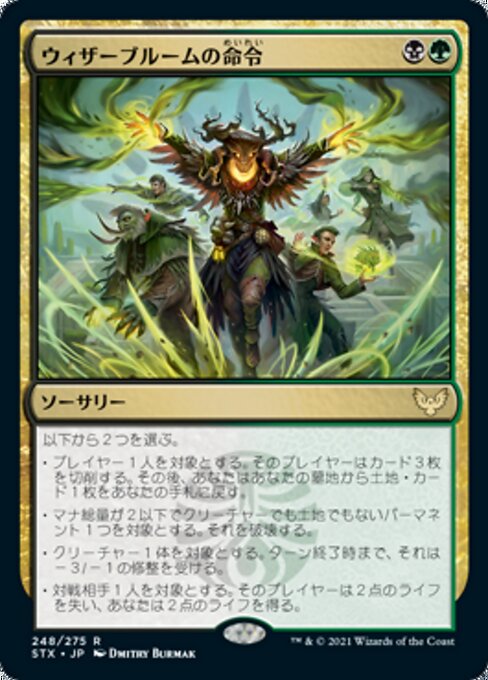 ウィザーブルームの命令
めいれい
ソーサリー
以下から２つを選ぶ。
・プレイヤー１人を対象とする。そのプレイヤーはカード３枚
を切削する。その後、あなたはあなたの墓地から土地・カー
ド１枚をあなたの手札に戻す。
・マナ総量が２以下でクリーチャーでも土地でもないパーマネ
ント１つを対象とする。それを破壊する。
・クリーチャー１体を対象とする。ターン終了時まで、それは
－３/－１の修整を受ける。
・対戦相手１人を対象とする。そのプレイヤーは２点のライフ
を失い、あなたは２点のライフを得る。
248/275 R
STX • JP Dmitry Burmak
™ & © 2021 Wizards of the Coast